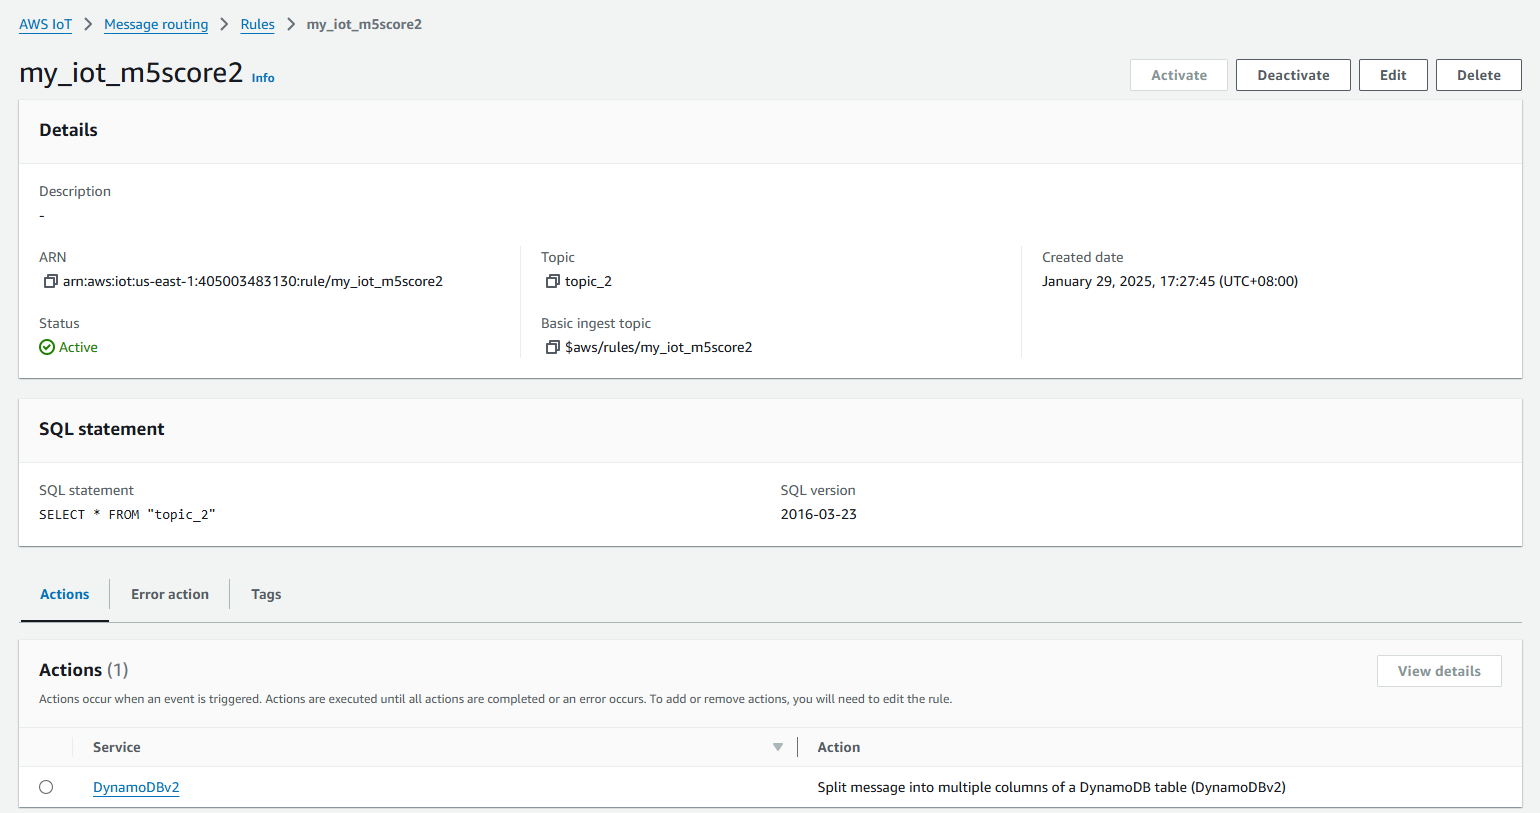 AWS IoT > Message routing > Rules > my_iot_m5score2
my_iot_m5score2 Info
Activate Deactivate Edit Delete
Details
Description
-
ARN Topic Created date
arn:aws:iot:us-east-1:405003483130:rule/my_iot_m5score2 topic_2 January 29, 2025, 17:27:45 (UTC+08:00)
Status Basic ingest topic
Active $aws/rules/my_iot_m5score2
SQL statement
SQL statement SQL version
SELECT * FROM "topic_2" 2016-03-23
Actions Error action Tags
Actions (1) View details
Actions occur when an event is triggered. Actions are executed until all actions are completed or an error occurs. To add or remove actions, you will need to edit the rule.
Service Action
DynamoDBv2 Split message into multiple columns of a DynamoDB table (DynamoDBv2)